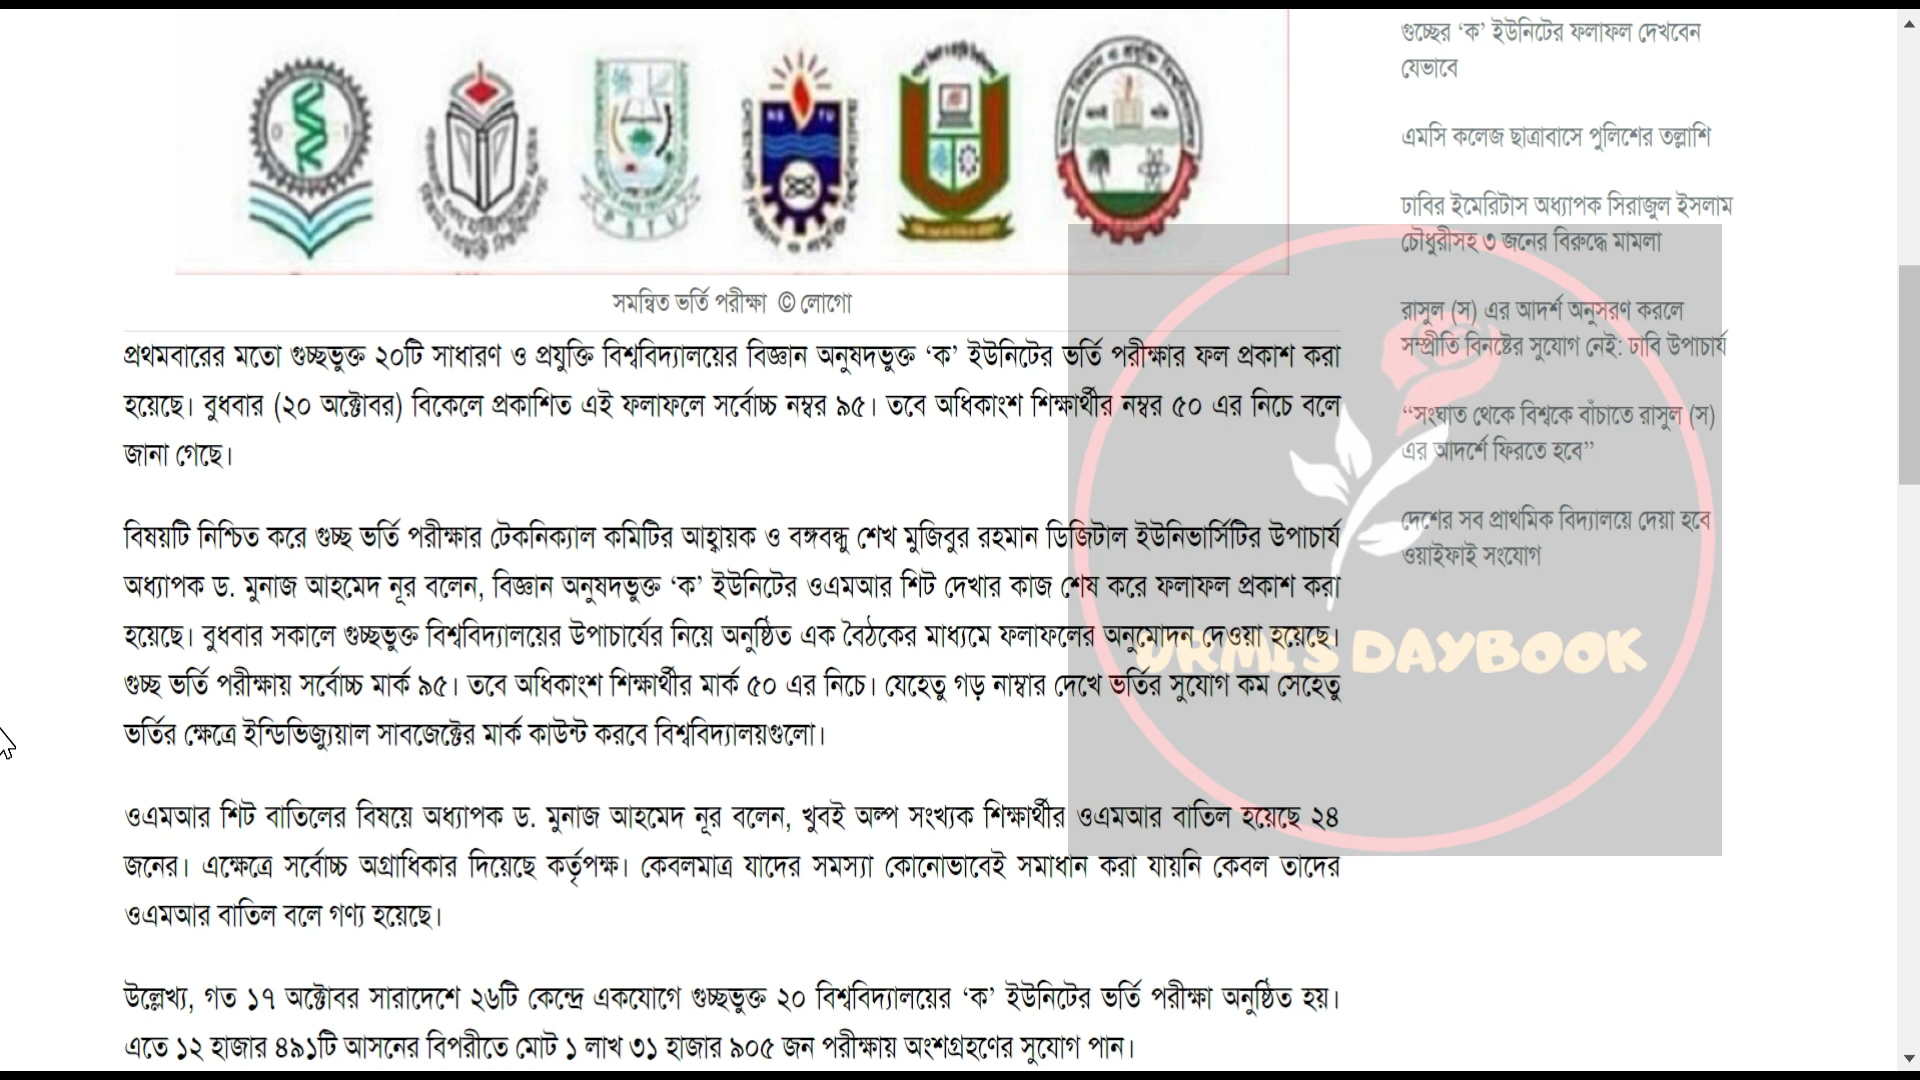 সমন্বিত ভর্তি পরীক্ষা © লোগো
প্রথমবারের মতো গুচ্ছভুক্ত ২০টি সাধারণ ও প্রযুক্তি বিশ্ববিদ্যালয়ের বিজ্ঞান অনুষদভুক্ত ‘ক’ ইউনিটের ভর্তি পরীক্ষার ফল প্রকাশ করা
হয়েছে। বুধবার (২০ অক্টোবর) বিকেলে প্রকাশিত এই ফলাফলে সর্বোচ্চ নম্বর ৯৫। তবে অধিকাংশ শিক্ষার্থীর নম্বর ৫০ এর নিচে বলে
জানা গেছে।
বিষয়টি নিশ্চিত করে গুচ্ছ ভর্তি পরীক্ষার টেকনিক্যাল কমিটির আহ্বায়ক ও বঙ্গবন্ধু শেখ মুজিবুর রহমান ডিজিটাল ইউনিভার্সিটির উপাচার্য
অধ্যাপক ড. মুনাজ আহমেদ নূর বলেন, বিজ্ঞান অনুষদভুক্ত ‘ক’ ইউনিটের ওএমআর শিট দেখার কাজ শেষ করে ফলাফল প্রকাশ করা
হয়েছে। বুধবার সকালে গুচ্ছভুক্ত বিশ্ববিদ্যালয়ের উপাচার্যের নিয়ে অনুষ্ঠিত এক বৈঠকের মাধ্যমে ফলাফলের অনুমোদন দেওয়া হয়েছে।
গুচ্ছ ভর্তি পরীক্ষায় সর্বোচ্চ মার্ক ৯৫। তবে অধিকাংশ শিক্ষার্থীর মার্ক ৫০ এর নিচে। যেহেতু গড় নাম্বার দেখে ভর্তির সুযোগ কম সেহেতু
ভর্তির ক্ষেত্রে ইন্ডিভিজ্যুয়াল সাবজেক্টের মার্ক কাউন্ট করবে বিশ্ববিদ্যালয়গুলো।
ওএমআর শিট বাতিলের বিষয়ে অধ্যাপক ড. মুনাজ আহমেদ নূর বলেন, খুবই অল্প সংখ্যক শিক্ষার্থীর ওএমআর বাতিল হয়েছে ২৪
জনের। এক্ষেত্রে সর্বোচ্চ অগ্রাধিকার দিয়েছে কর্তৃপক্ষ। কেবলমাত্র যাদের সমস্যা কোনোভাবেই সমাধান করা যায়নি কেবল তাদের
ওএমআর বাতিল বলে গণ্য হয়েছে।
উল্লেখ্য, গত ১৭ অক্টোবর সারাদেশে ২৬টি কেন্দ্রে একযোগে গুচ্ছভুক্ত ২০ বিশ্ববিদ্যালয়ের ‘ক’ ইউনিটের ভর্তি পরীক্ষা অনুষ্ঠিত হয়।
এতে ১২ হাজার ৪৯১টি আসনের বিপরীতে মোট ১ লাখ ৩১ হাজার ৯০৫ জন পরীক্ষায় অংশগ্রহণের সুযোগ পান।
গুচ্ছের ‘ক’ ইউনিটের ফলাফল দেখবেন
যেভাবে
এমসি কলেজ ছাত্রাবাসে পুলিশের তল্লাশি
ঢাবির ইমেরিটাস অধ্যাপক সিরাজুল ইসলাম
চৌধুরীসহ ৩ জনের বিরুদ্ধে মামলা
রাসুল (স) এর আদর্শ অনুসরণ করলে
সম্প্রীতি বিনষ্টের সুযোগ নেই: ঢাবি উপাচার্য
“সংঘাত থেকে বিশ্বকে বাঁচাতে রাসুল (স)
এর আদর্শে ফিরতে হবে”
দেশের সব প্রাথমিক বিদ্যালয়ে দেয়া হবে
ওয়াইফাই সংযোগ
URMI'S DAYBOOK